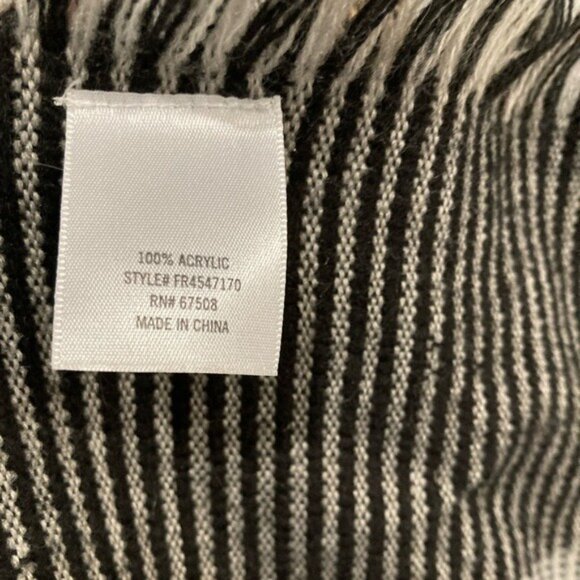 100% ACRYLIC
STYLE# FR4547170
RN# 67508
MADE IN CHINA